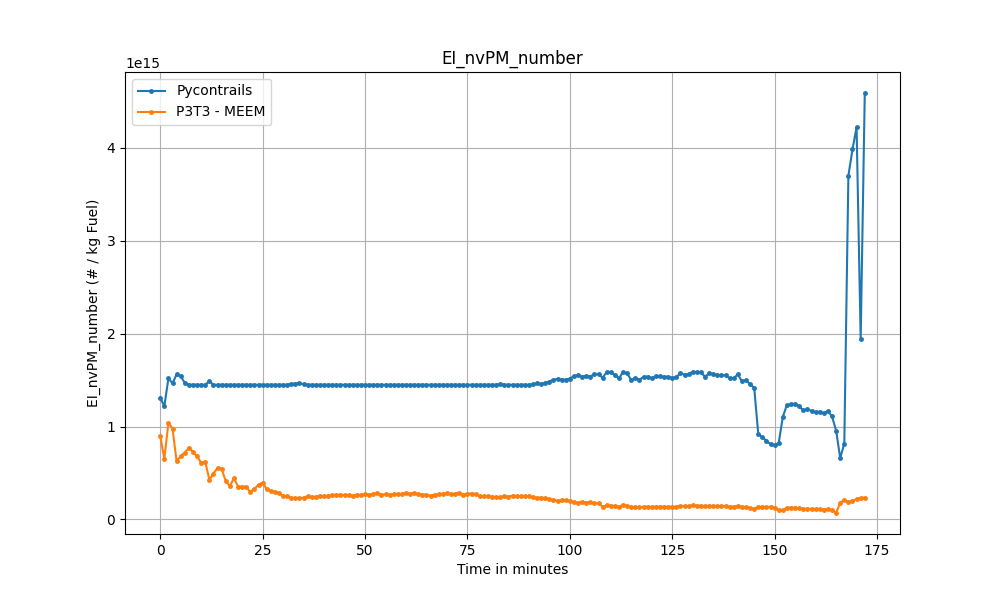 EI_nvPM_number
1e15
Pycontrails
P3T3 - MEEM
4
3
2
1
0
EI_nvPM_number (# / kg Fuel)
0
25
50
75
100
125
150
175
Time in minutes